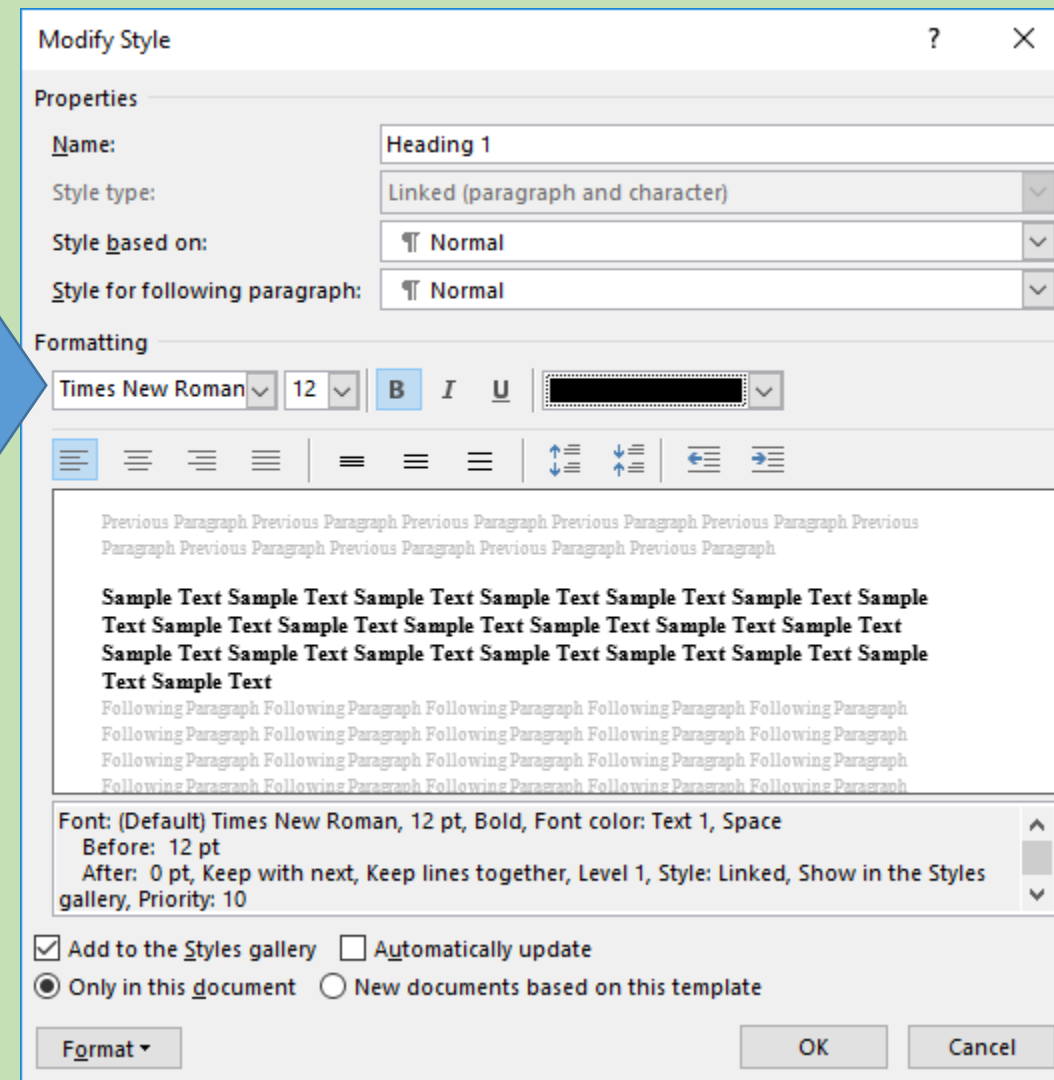 Modify Style ?
Properties
Name: Heading 1
Style type: Linked (paragraph and character)
Style based on: ¶ Normal
Style for following paragraph: ¶ Normal
Formatting
Times New Roman 12 B I U
Previous Paragraph Previous Paragraph Previous Paragraph Previous Paragraph Previous Paragraph Previous
Paragraph Previous Paragraph Previous Paragraph Previous Paragraph Previous Paragraph
Sample Text Sample Text Sample Text Sample Text Sample Text Sample Text Sample
Text Sample Text Sample Text Sample Text Sample Text Sample Text Sample Text
Sample Text Sample Text Sample Text Sample Text Sample Text Sample Text Sample
Text Sample Text
Following Paragraph Following Paragraph Following Paragraph Following Paragraph Following Paragraph
Following Paragraph Following Paragraph Following Paragraph Following Paragraph Following Paragraph
Following Paragraph Following Paragraph Following Paragraph Following Paragraph Following Paragraph
Following Paragraph Following Paragraph Following Paragraph Following Paragraph Following Paragraph
Font: (Default) Times New Roman, 12 pt, Bold, Font color: Text 1, Space
Before: 12 pt
After: 0 pt, Keep with next, Keep lines together, Level 1, Style: Linked, Show in the Styles
gallery, Priority: 10
Add to the Styles gallery Automatically update
Only in this document New documents based on this template
Format OK Cancel